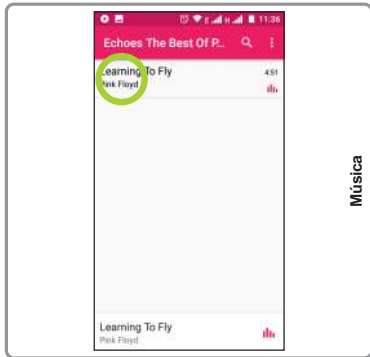 11:36
Echoes The Best Of P...
Learning To Fly
4:51
Pink Floyd
Música
Learning To Fly
Pink Floyd